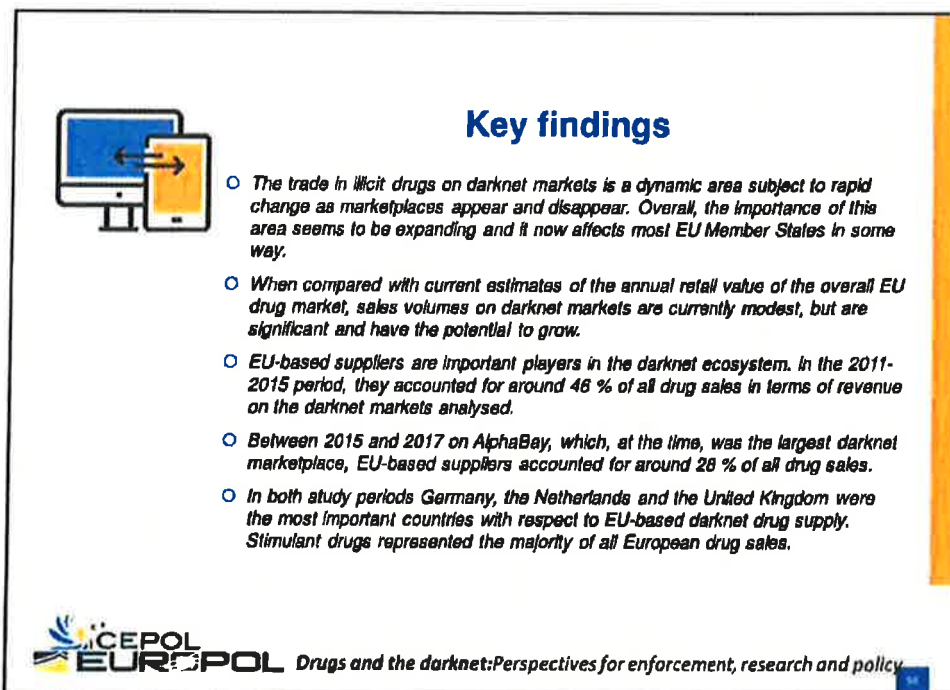 Key findings
The trade in illicit drugs on darknet markets is a dynamic area subject to rapid
change as marketplaces appear and disappear. Overall, the importance of this
area seems to be expanding and it now affects most EU Member States in some
way.
When compared with current estimates of the annual retail value of the overall EU
drug market, sales volumes on darknet markets are currently modest, but are
significant and have the potential to grow.
EU-based suppliers are important players in the darknet ecosystem. In the 2011-
2015 period, they accounted for around 46 % of all drug sales in terms of revenue
on the darknet markets analysed.
Between 2015 and 2017 on AlphaBay, which, at the time, was the largest darknet
marketplace, EU-based suppliers accounted for around 28 % of all drug sales.
In both study periods Germany, the Netherlands and the United Kingdom were
the most important countries with respect to EU-based darknet drug supply.
Stimulant drugs represented the majority of all European drug sales.
CEPOL
EUROPOL Drugs and the darknet:Perspectives for enforcement, research and policy